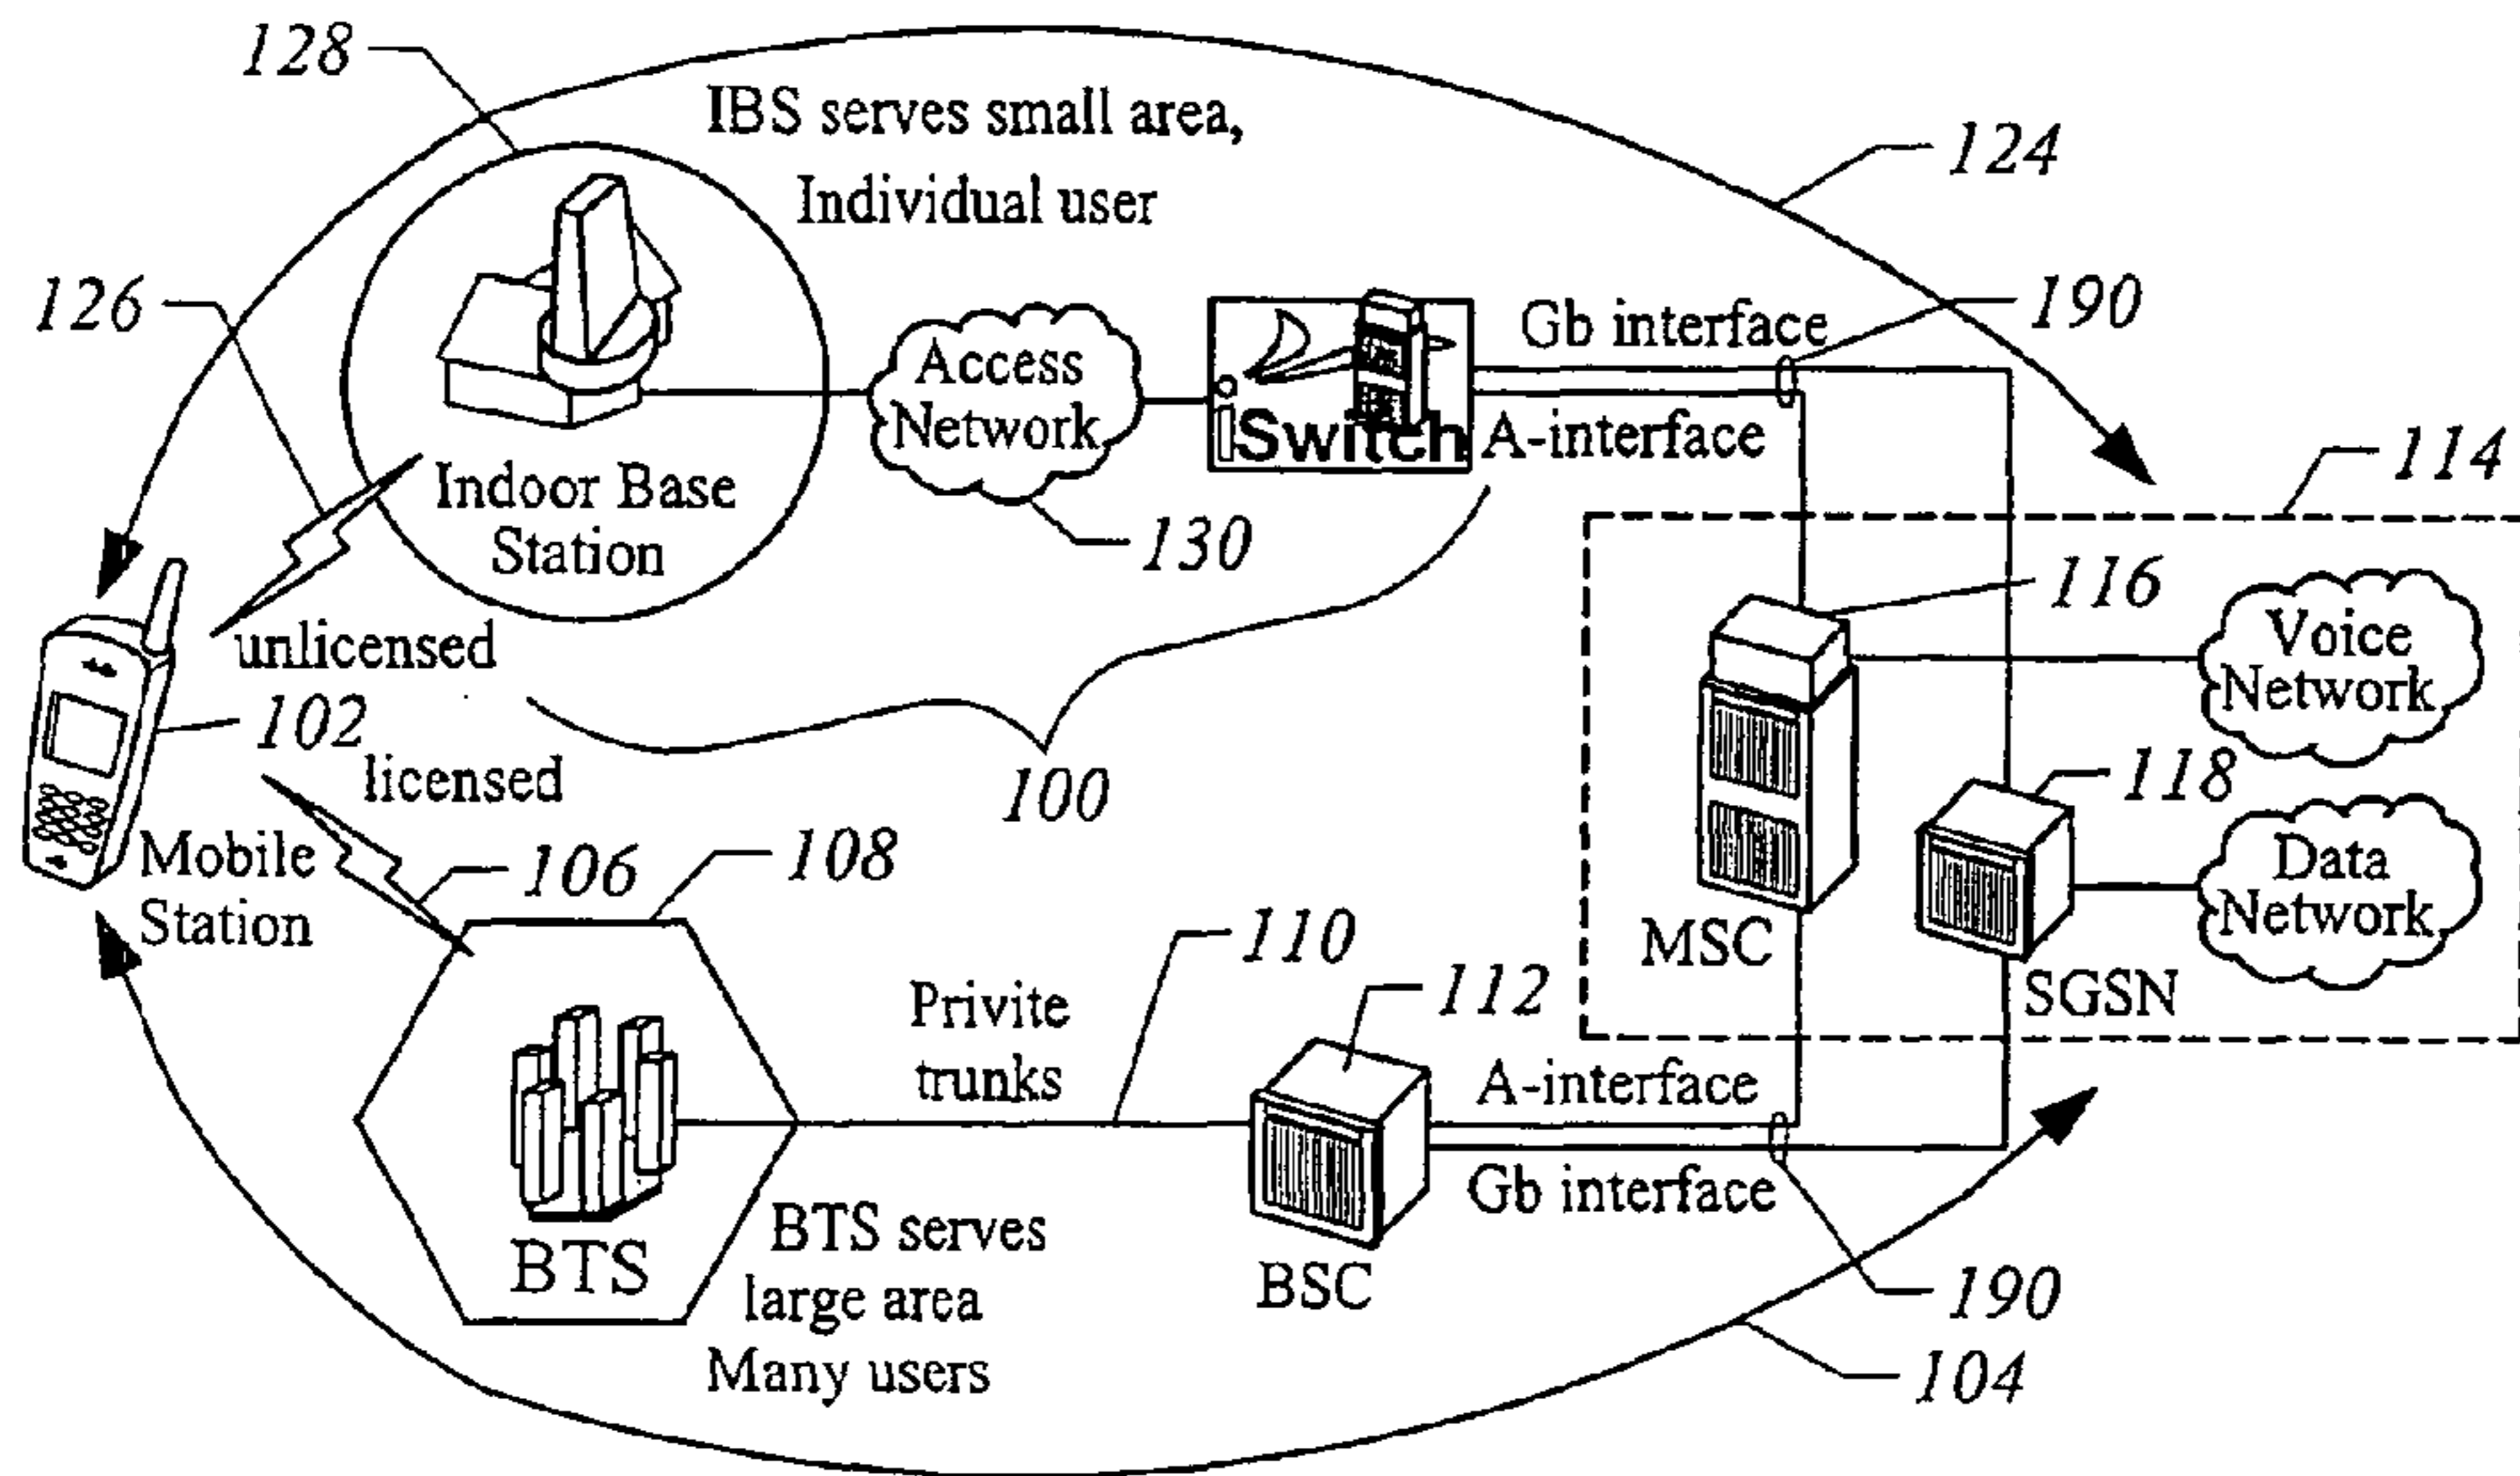 128
IBS serves small area,
Individual user
124
126
190
Gb interface
Access
Network
Switch
A-interface
114
Indoor Base
Station
130
116
unlicensed
Voice
Network
102
licensed
100
118
Mobile
Station
106
108
Data
Network
110
MSC
112
SGSN
Privite
trunks
A-interface
Gb interface
BTS
BTS serves
large area
Many users
BSC
190
104